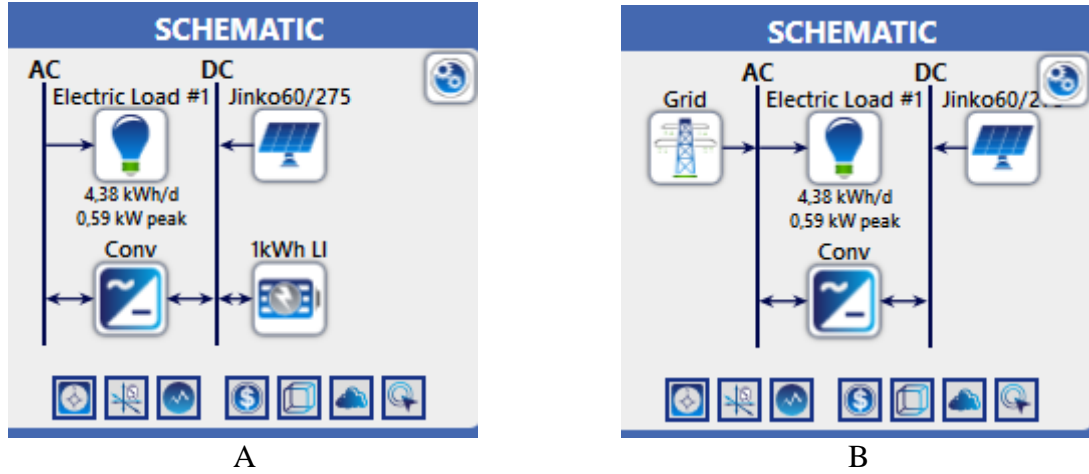 SCHEMATIC
AC DC
Electric Load #1 Jinko60/275
4,38 kWh/d
0,59 kW peak
Conv 1kWh LI
A
SCHEMATIC
AC DC
Grid Electric Load #1
4,38 kWh/d
0,59 kW peak
Conv
B